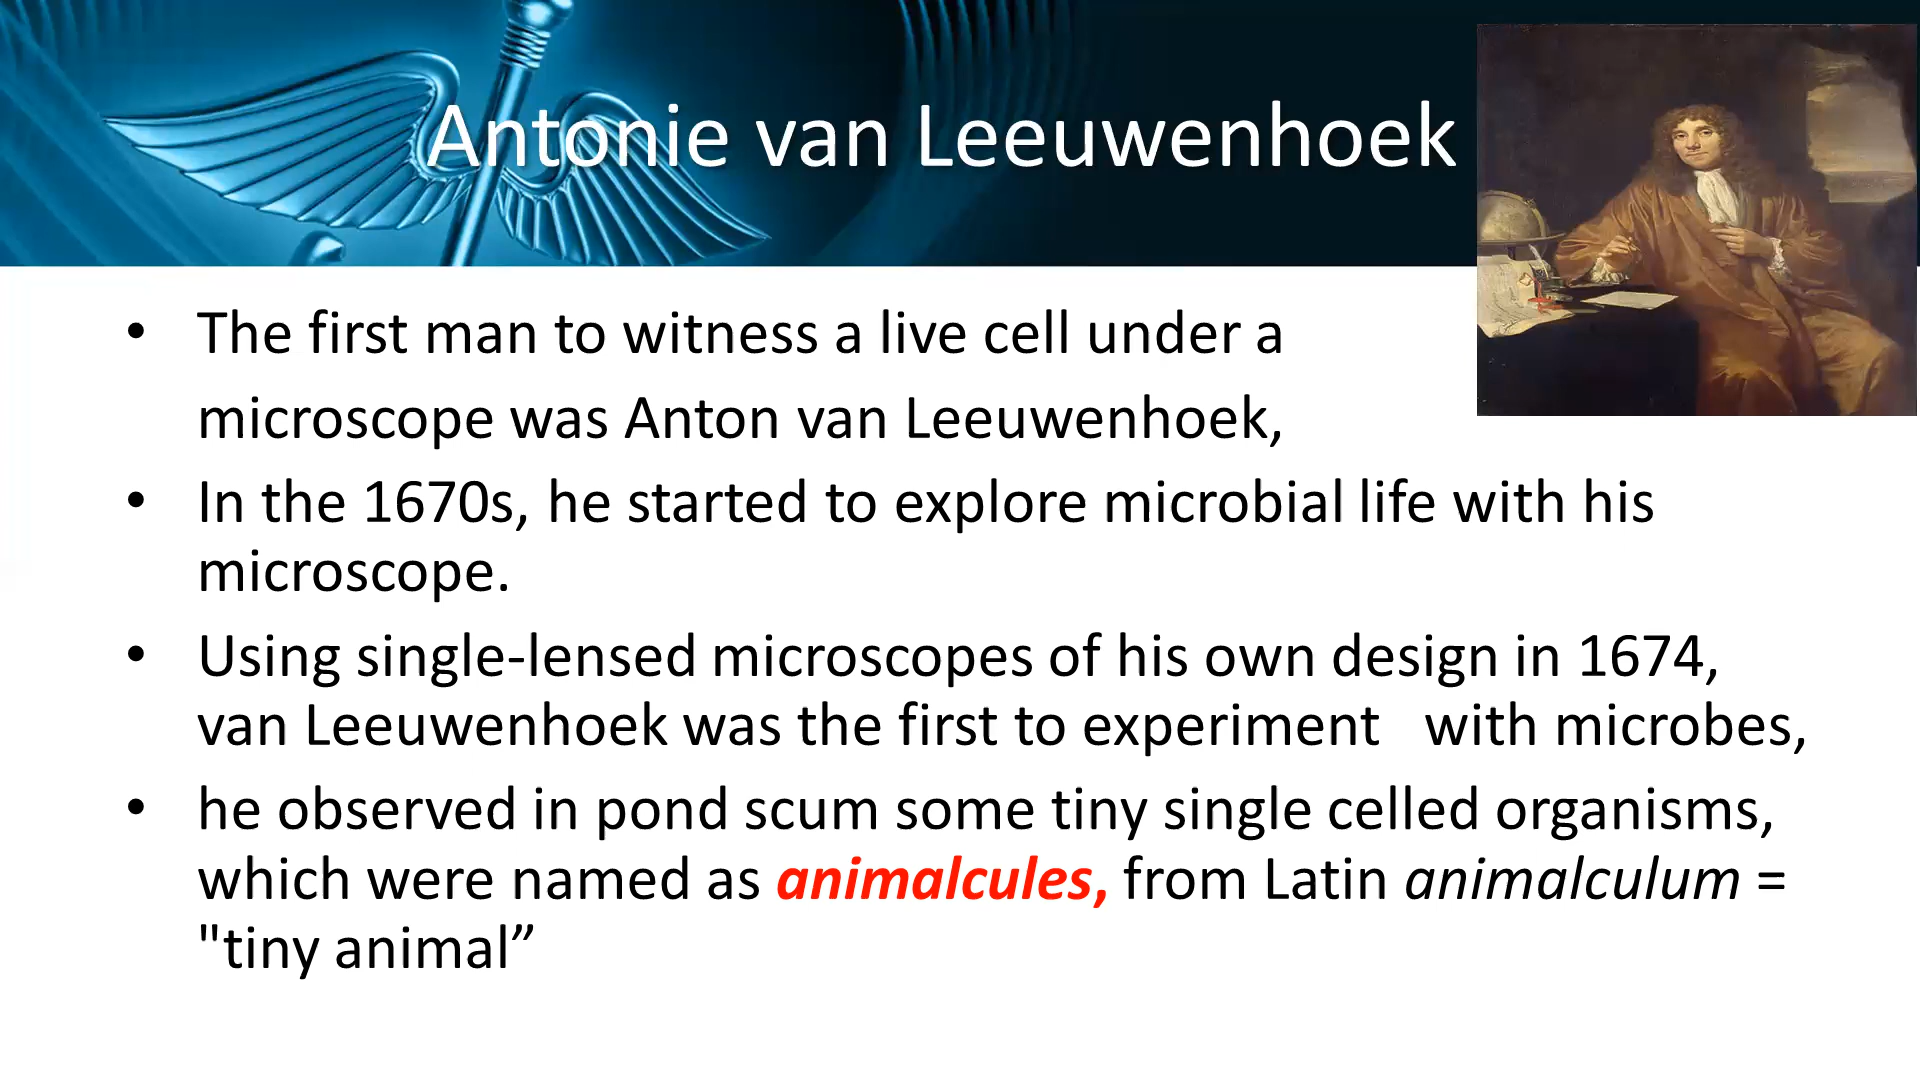 Antonie van Leeuwenhoek
• The first man to witness a live cell under a
microscope was Anton van Leeuwenhoek,
• In the 1670s, he started to explore microbial life with his
microscope.
• Using single-lensed microscopes of his own design in 1674,
van Leeuwenhoek was the first to experiment with microbes,
• he observed in pond scum some tiny single celled organisms,
which were named as animalcules, from Latin animalculum =
"tiny animal”